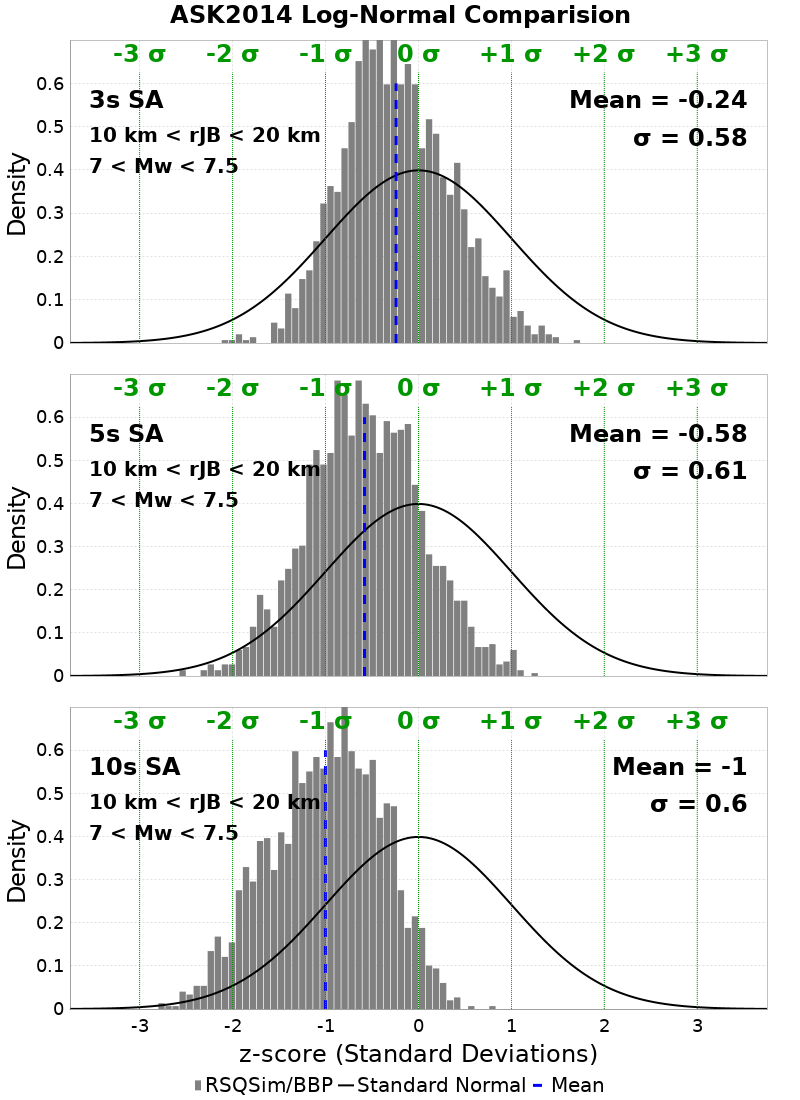 ASK2014 Log-Normal Comparision
-3 σ -2 σ -1 σ 0 σ +1 σ +2 σ +3 σ
3s SA
10 km < rJB < 20 km
7 < Mw < 7.5
Mean = -0.24
σ = 0.58
Density
0.6
0.5
0.4
0.3
0.2
0.1
0
-3 σ -2 σ -1 σ 0 σ +1 σ +2 σ +3 σ
5s SA
10 km < rJB < 20 km
7 < Mw < 7.5
Mean = -0.58
σ = 0.61
Density
0.6
0.5
0.4
0.3
0.2
0.1
0
-3 σ -2 σ -1 σ 0 σ +1 σ +2 σ +3 σ
10s SA
10 km < rJB < 20 km
7 < Mw < 7.5
Mean = -1
σ = 0.6
Density
0.6
0.5
0.4
0.3
0.2
0.1
0
-3 -2 -1 0 1 2 3
z-score (Standard Deviations)
RSQSim/BBP Standard Normal Mean